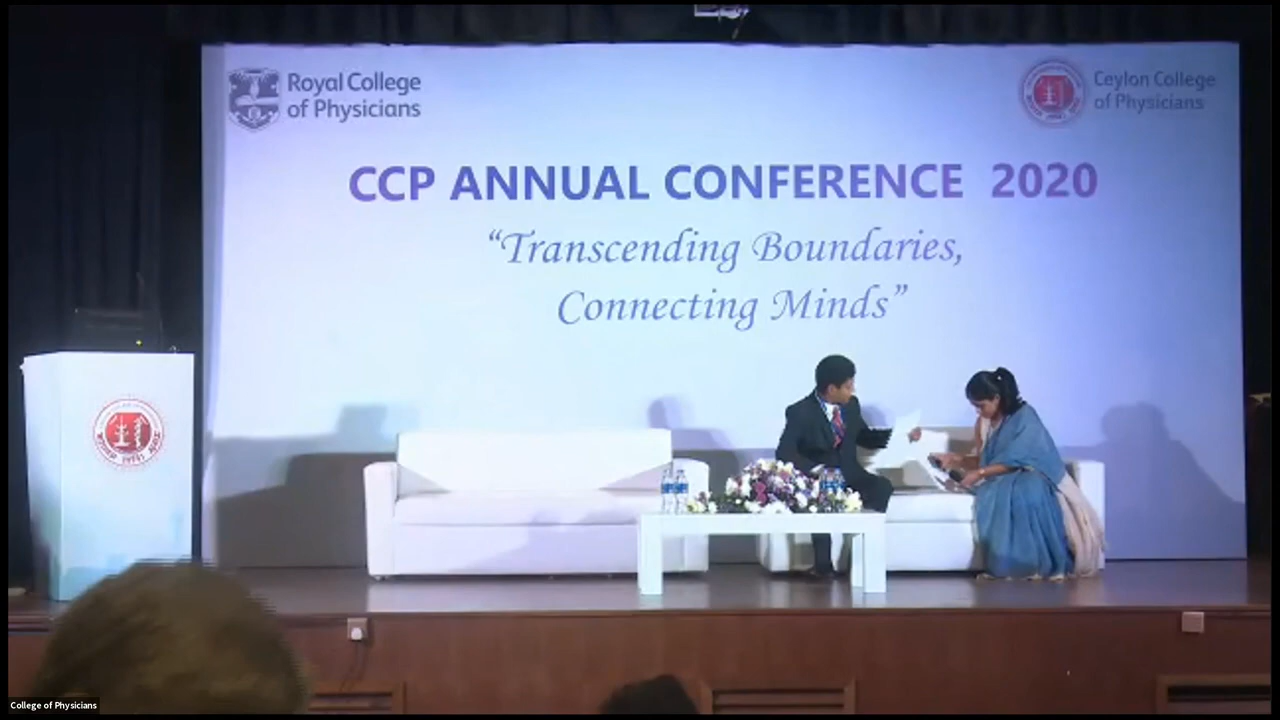 Royal College
of Physicians
Ceylon College
of Physicians
CCP ANNUAL CONFERENCE 2020
“Transcending Boundaries,
Connecting Minds”
College of Physicians